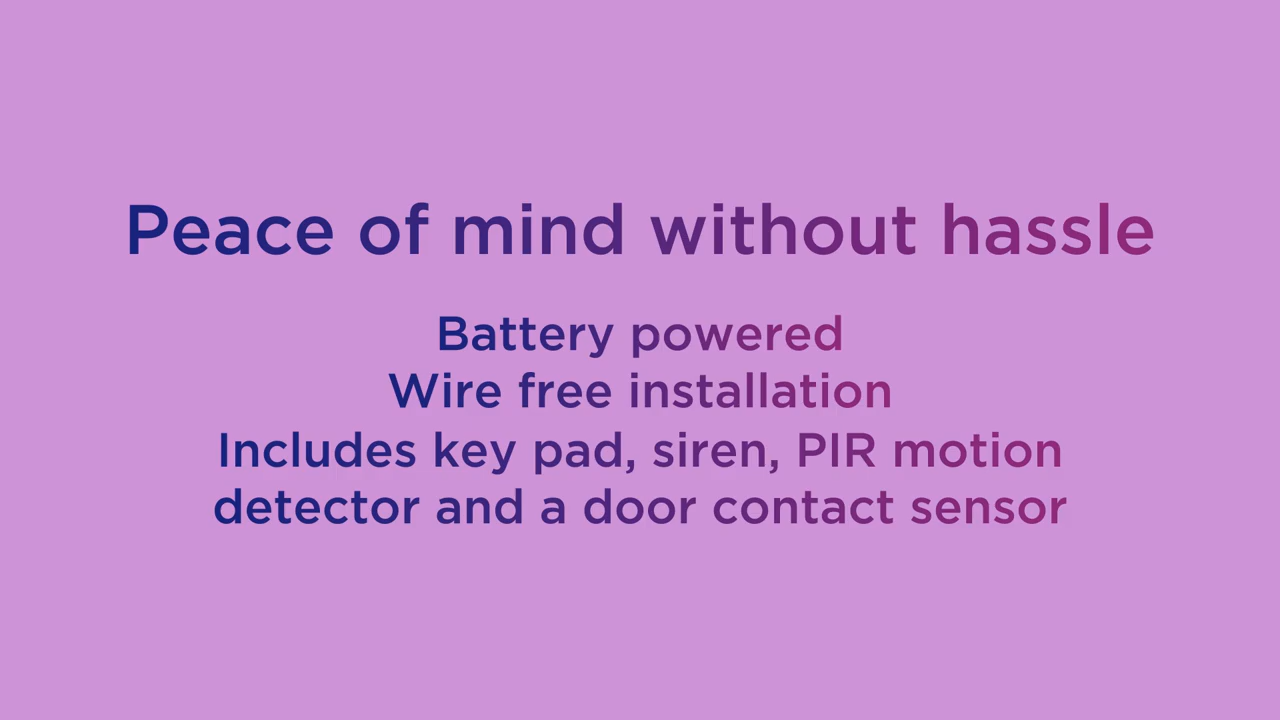 Peace of mind without hassle
Battery powered
Wire free installation
Includes key pad, siren, PIR motion
detector and a door contact sensor